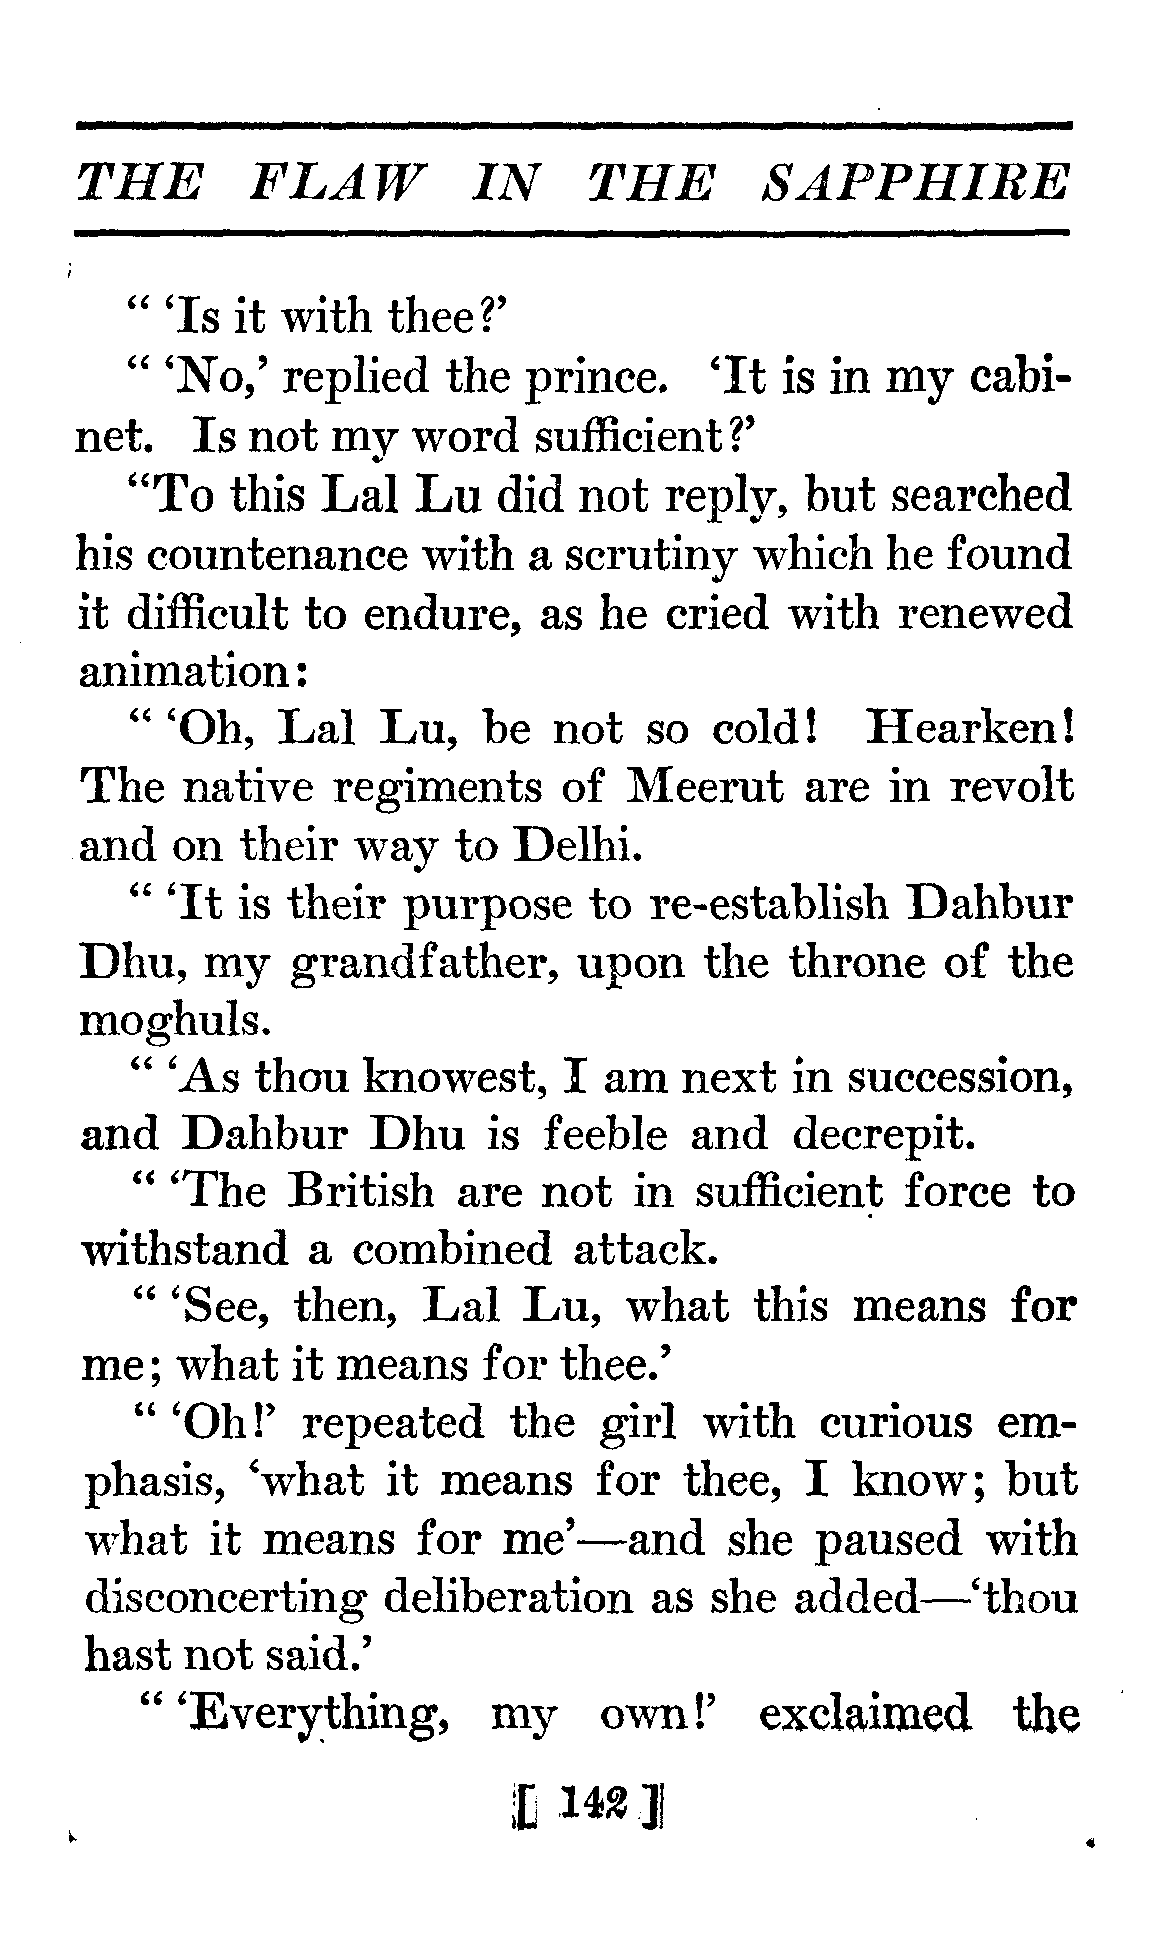 THE FLAW IN THE SAPPHIRE
“ ‘Is it with thee?’
“ ‘No,’ replied the prince. ‘It is in my cabi-
net. Is not my word sufficient?’
“To this Lal Lu did not reply, but searched
his countenance with a scrutiny which he found
it difficult to endure, as he cried with renewed
animation:
“ ‘Oh, Lal Lu, be not so cold! Hearken!
The native regiments of Meerut are in revolt
and on their way to Delhi.
“ ‘It is their purpose to re-establish Dahbur
Dhu, my grandfather, upon the throne of the
moghuls.
“ ‘As thou knowest, I am next in succession,
and Dahbur Dhu is feeble and decrepit.
“ ‘The British are not in sufficient force to
withstand a combined attack.
“ ‘See, then, Lal Lu, what this means for
me; what it means for thee.’
“ ‘Oh!’ repeated the girl with curious em-
phasis, ‘what it means for thee, I know; but
what it means for me’—and she paused with
disconcerting deliberation as she added—‘thou
hast not said.’
“ ‘Everything, my own!’ exclaimed the
[ 142 ]